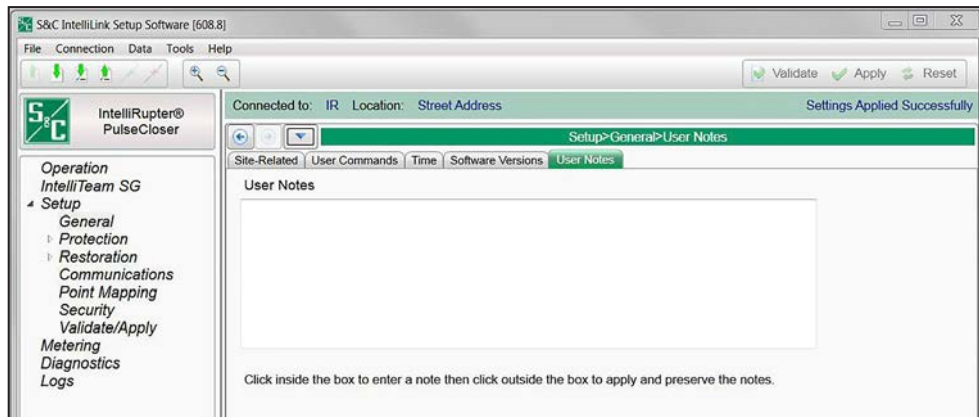 S&C IntelliLink Setup Software [608.8]
File Connection Data Tools Help
Validate Apply Reset
S&C
IntelliRupter®
PulseCloser
Connected to: IR Location: Street Address Settings Applied Successfully
Setup>General>User Notes
Site-Related User Commands Time Software Versions User Notes
User Notes
Operation
IntelliTeam SG
Setup
General
Protection
Restoration
Communications
Point Mapping
Security
Validate/Apply
Metering
Diagnostics
Logs
Click inside the box to enter a note then click outside the box to apply and preserve the notes.